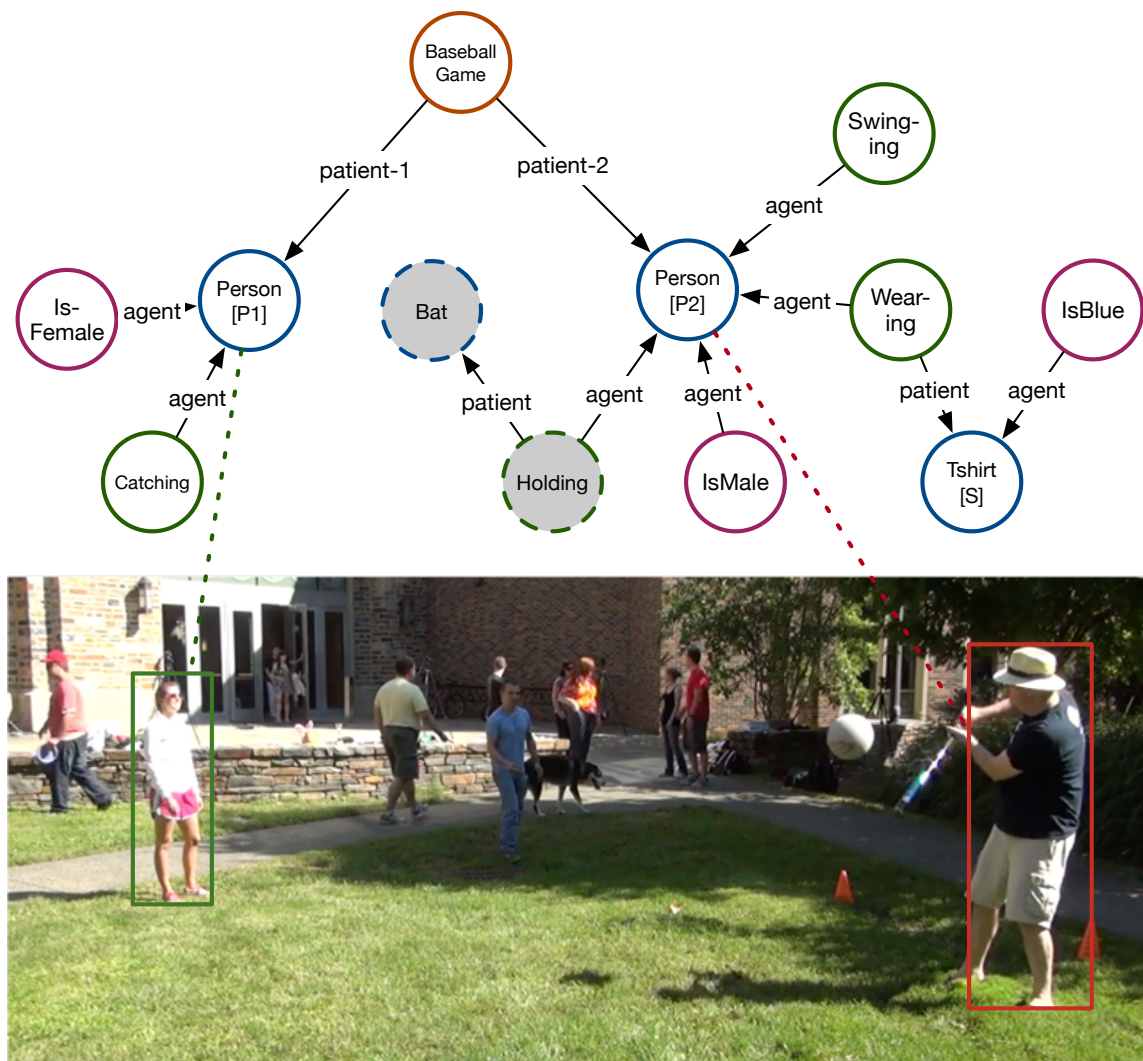 Baseball
Game
Swing-
ing
patient-1
patient-2
agent
Person
[P1]
Person
[P2]
Is-
Female
agent
Bat
agent
Wear-
ing
IsBlue
agent
patient
agent
agent
patient
agent
Catching
Holding
IsMale
Tshirt
[S]